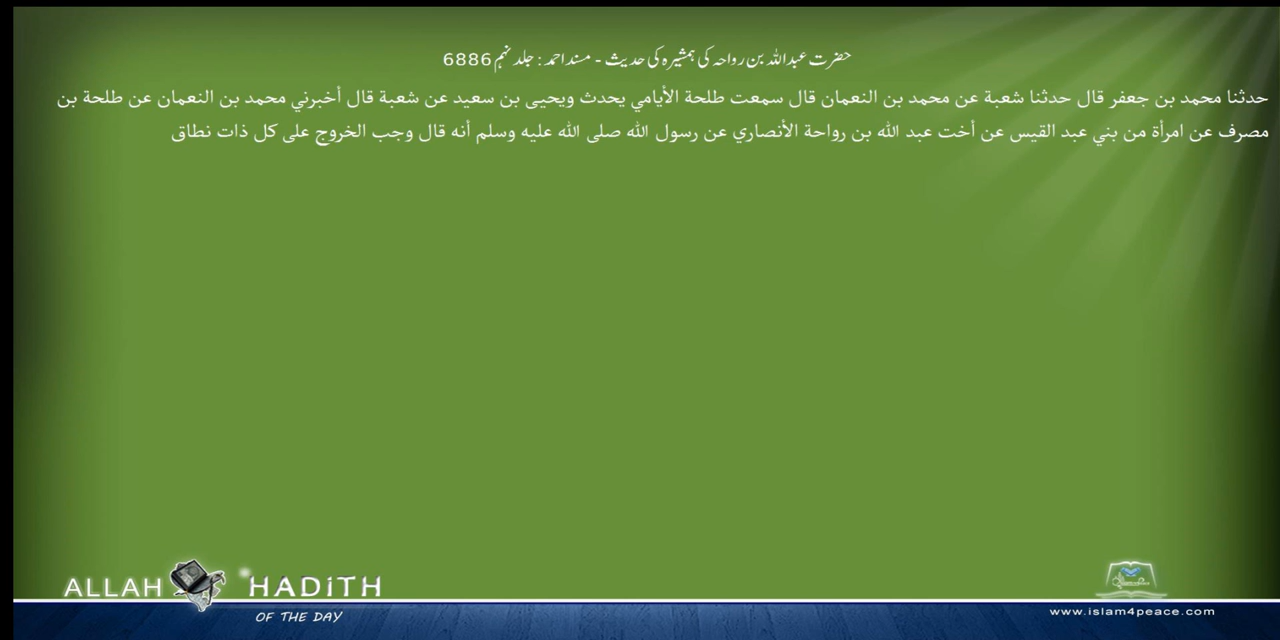 حضرت عبداللہ بن رواحہ کی ہمشیرہ کی حدیث - مسند احمد : جلد نہم 6886
حدثنا محمد بن جعفر قال حدثنا شعبة عن محمد بن النعمان قال سمعت طلحة الأيامي يحدث ويحيى بن سعيد عن شعبة قال أخبرني محمد بن النعمان عن طلحة بن
مصرف عن امرأة من بني عبد القيس عن أخت عبد الله بن رواحة الأنصاري عن رسول الله صلى الله عليه وسلم أنه قال وجب الخروج على كل ذات نطاق
ALLAH HADITH
OF THE DAY
www.islam4peace.com